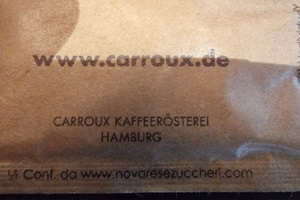 www.carroux.de
CARROUX KAFFEERÖSTEREI
HAMBURG
Conf. da www.novaresezuccheri.com